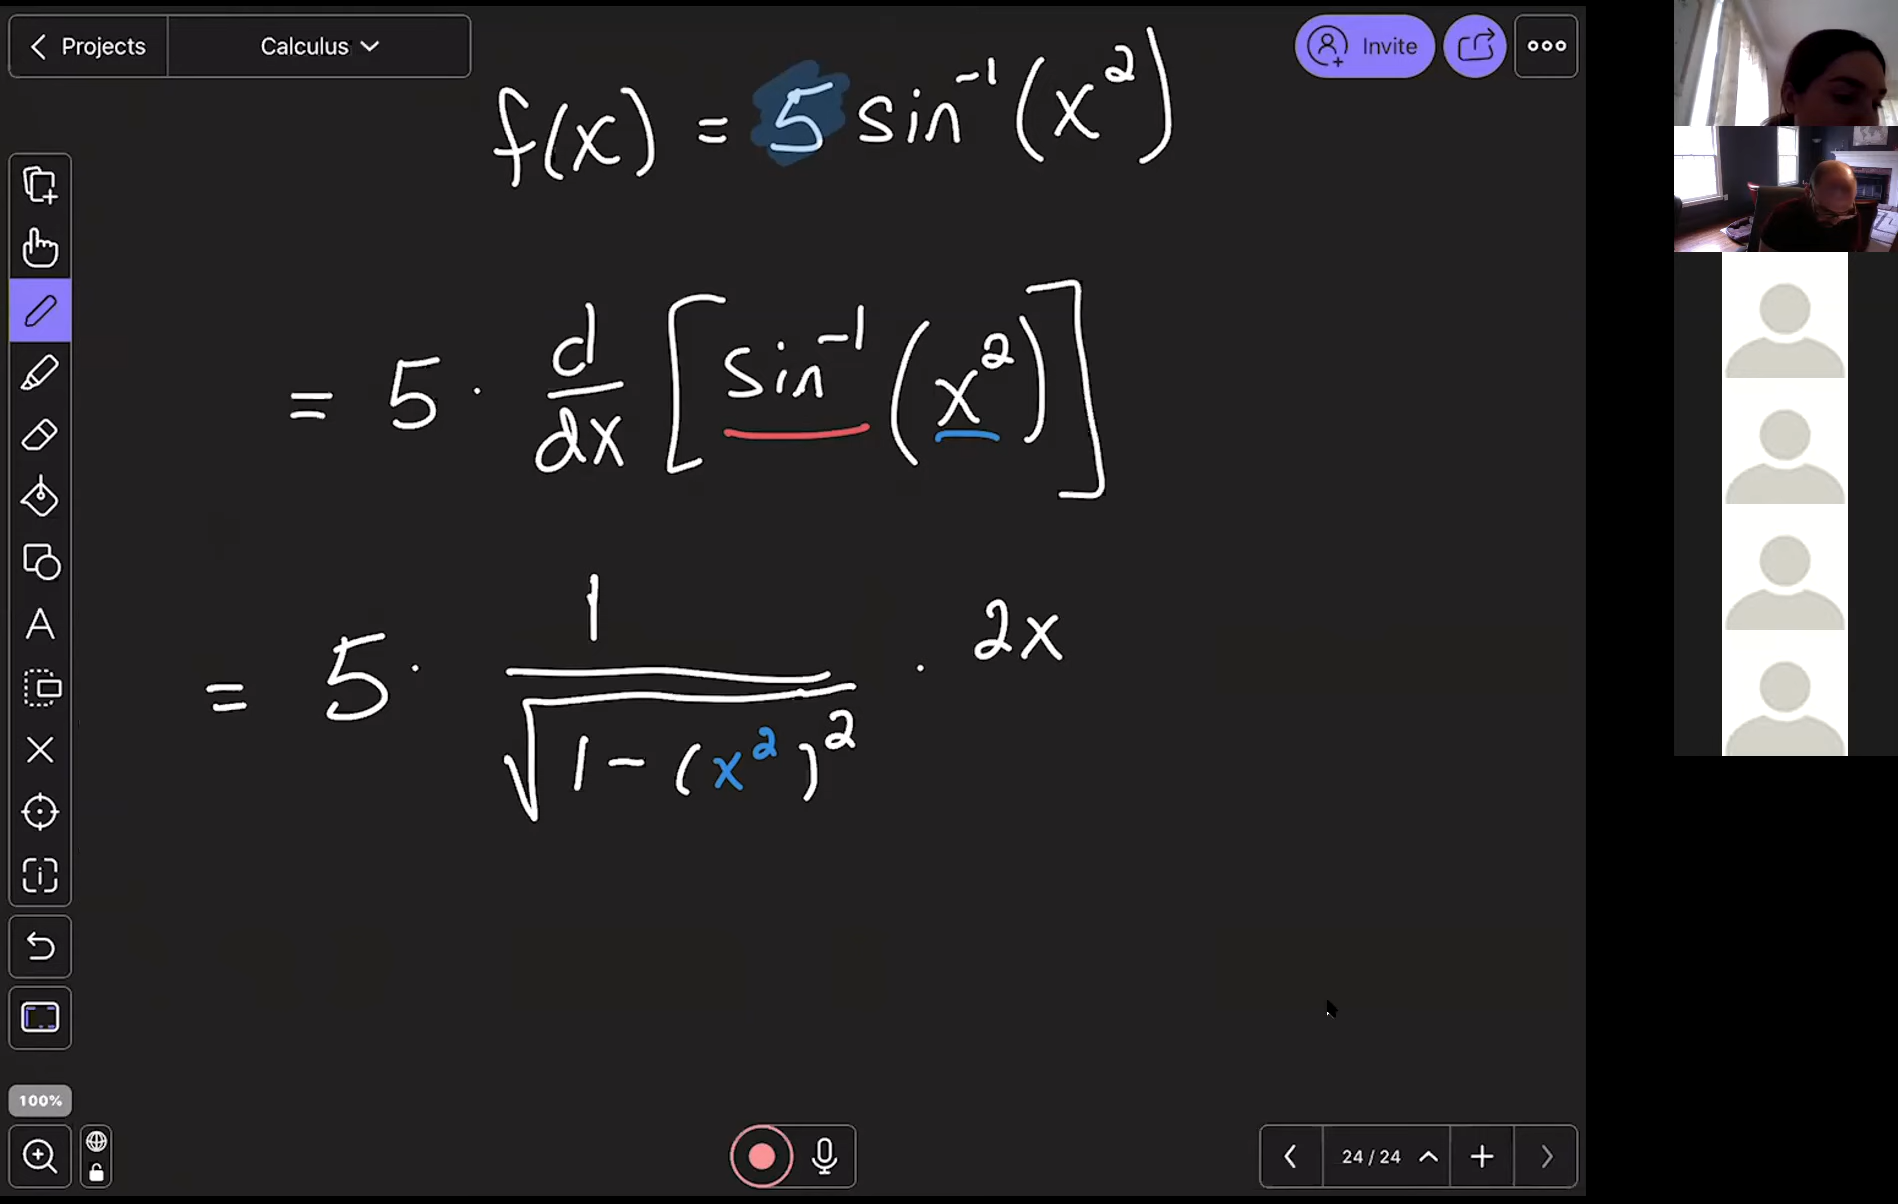 Projects
Calculus
Invite
f(x) = 5 sin⁻¹(x²)
= 5 · d/dx [sin⁻¹(x²)]
= 5 · 1/√(1-(x²)²) · 2x
A
100%
24 / 24